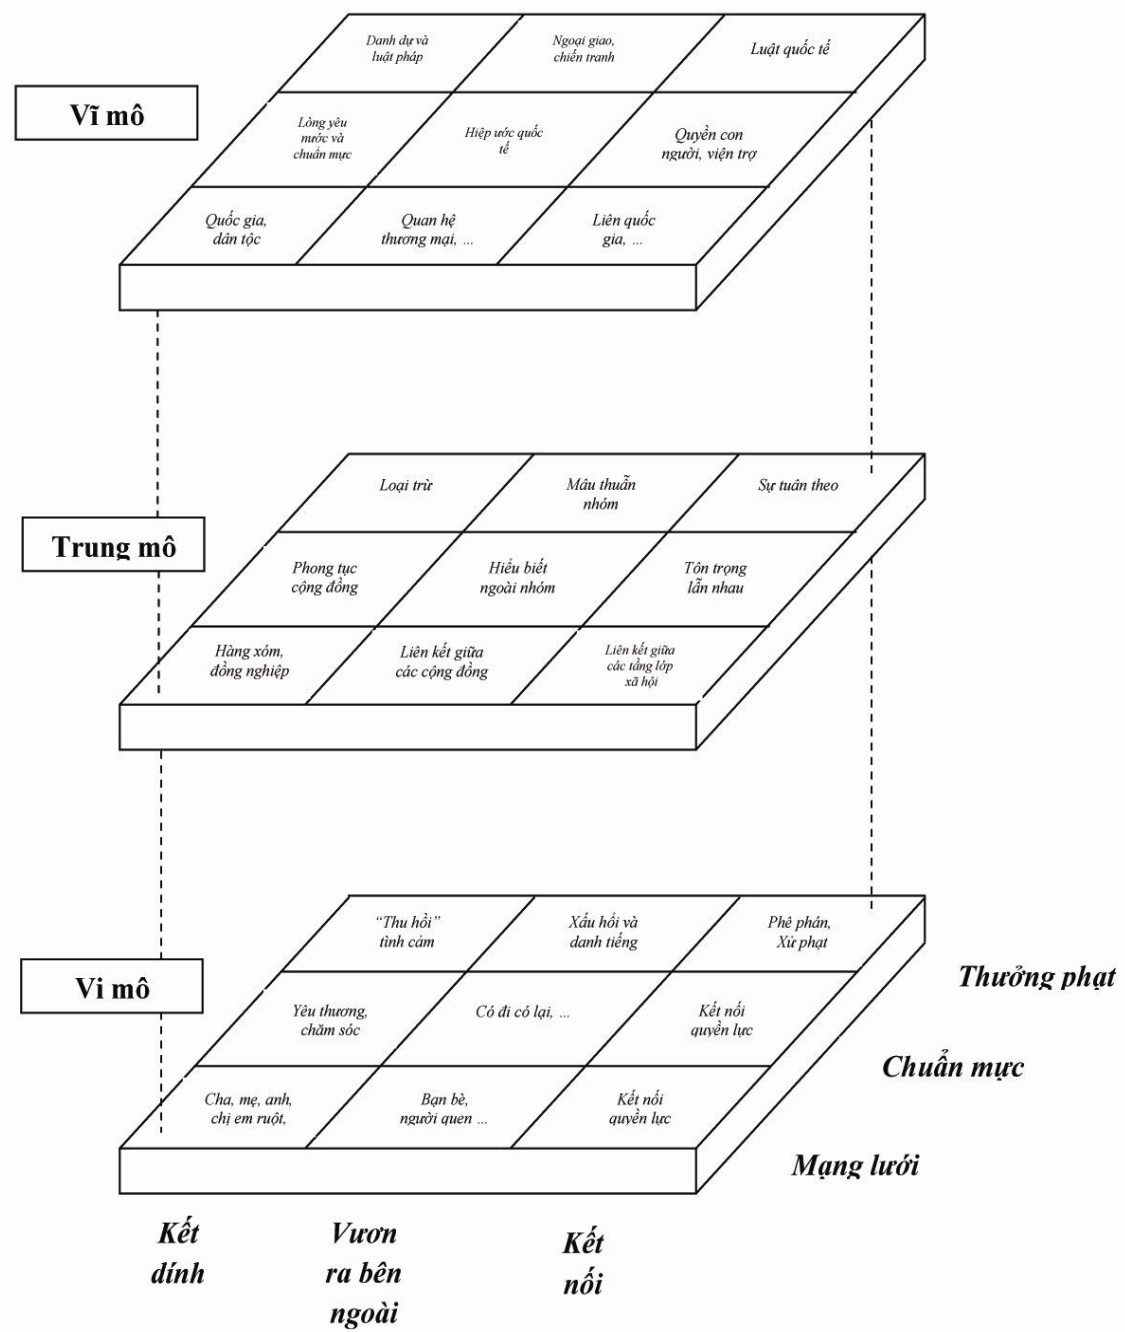 Danh dự và
luật pháp
Ngoại giao,
chiến tranh
Luật quốc tế
Vĩ mô
Lòng yêu
nước và
chuẩn mực
Hiệp ước quốc
tế
Quyền con
người, viện trợ
Quốc gia,
dân tộc
Quan hệ
thương mại, ...
Liên quốc
gia, ...
Loại trừ
Mâu thuẫn
nhóm
Sự tuân theo
Trung mô
Phong tục
cộng đồng
Hiểu biết
ngoài nhóm
Tôn trọng
lẫn nhau
Hàng xóm,
đồng nghiệp
Liên kết giữa
các cộng đồng
Liên kết giữa
các tầng lớp
xã hội
“Thu hồi”
tình cảm
Xấu hổi và
danh tiếng
Phê phán,
Xử phạt
Vi mô
Thưởng phạt
Yêu thương,
chăm sóc
Có đi có lại, ...
Kết nối
quyền lực
Chuẩn mực
Cha, mẹ, anh,
chị em ruột,
Bạn bè,
người quen ...
Kết nối
quyền lực
Mạng lưới
Kết
dính
Vươn
ra bên
ngoài
Kết
nối